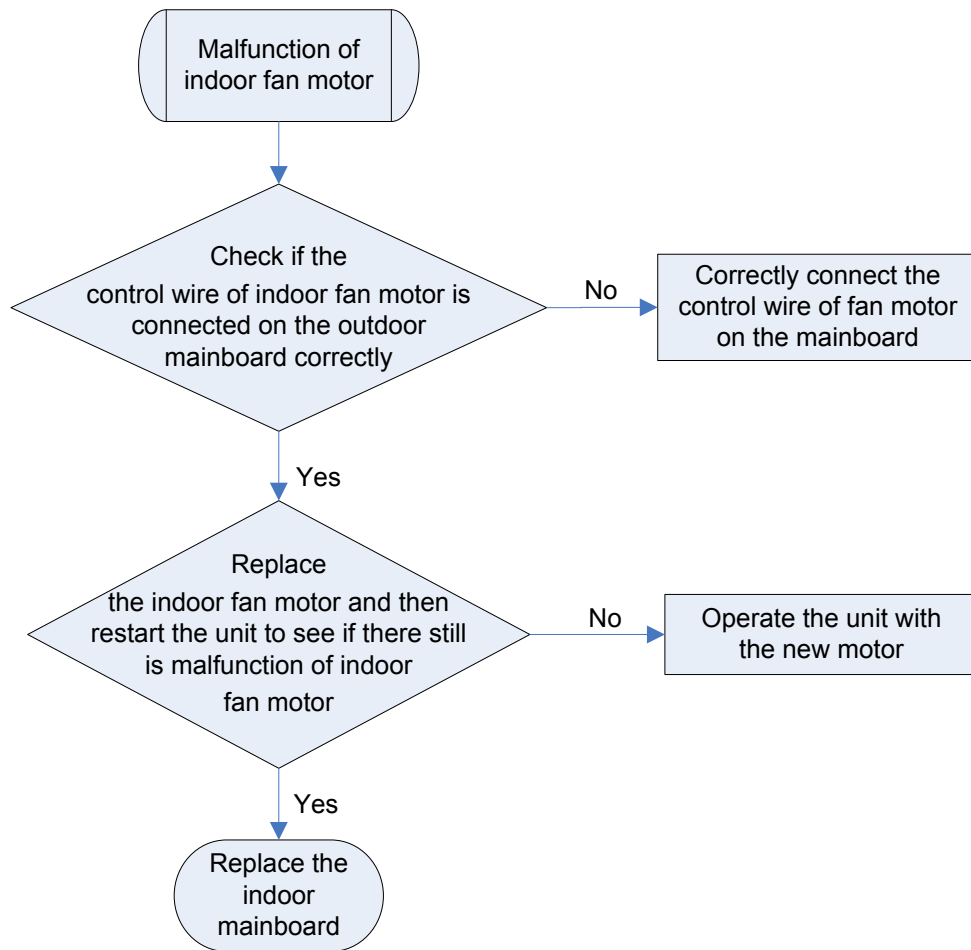 Malfunction of
indoor fan motor
Check if the
control wire of indoor fan motor is
connected on the outdoor
mainboard correctly
No
Correctly connect the
control wire of fan motor
on the mainboard
Yes
Replace
the indoor fan motor and then
restart the unit to see if there still
is malfunction of indoor
fan motor
No
Operate the unit with
the new motor
Yes
Replace the
indoor
mainboard